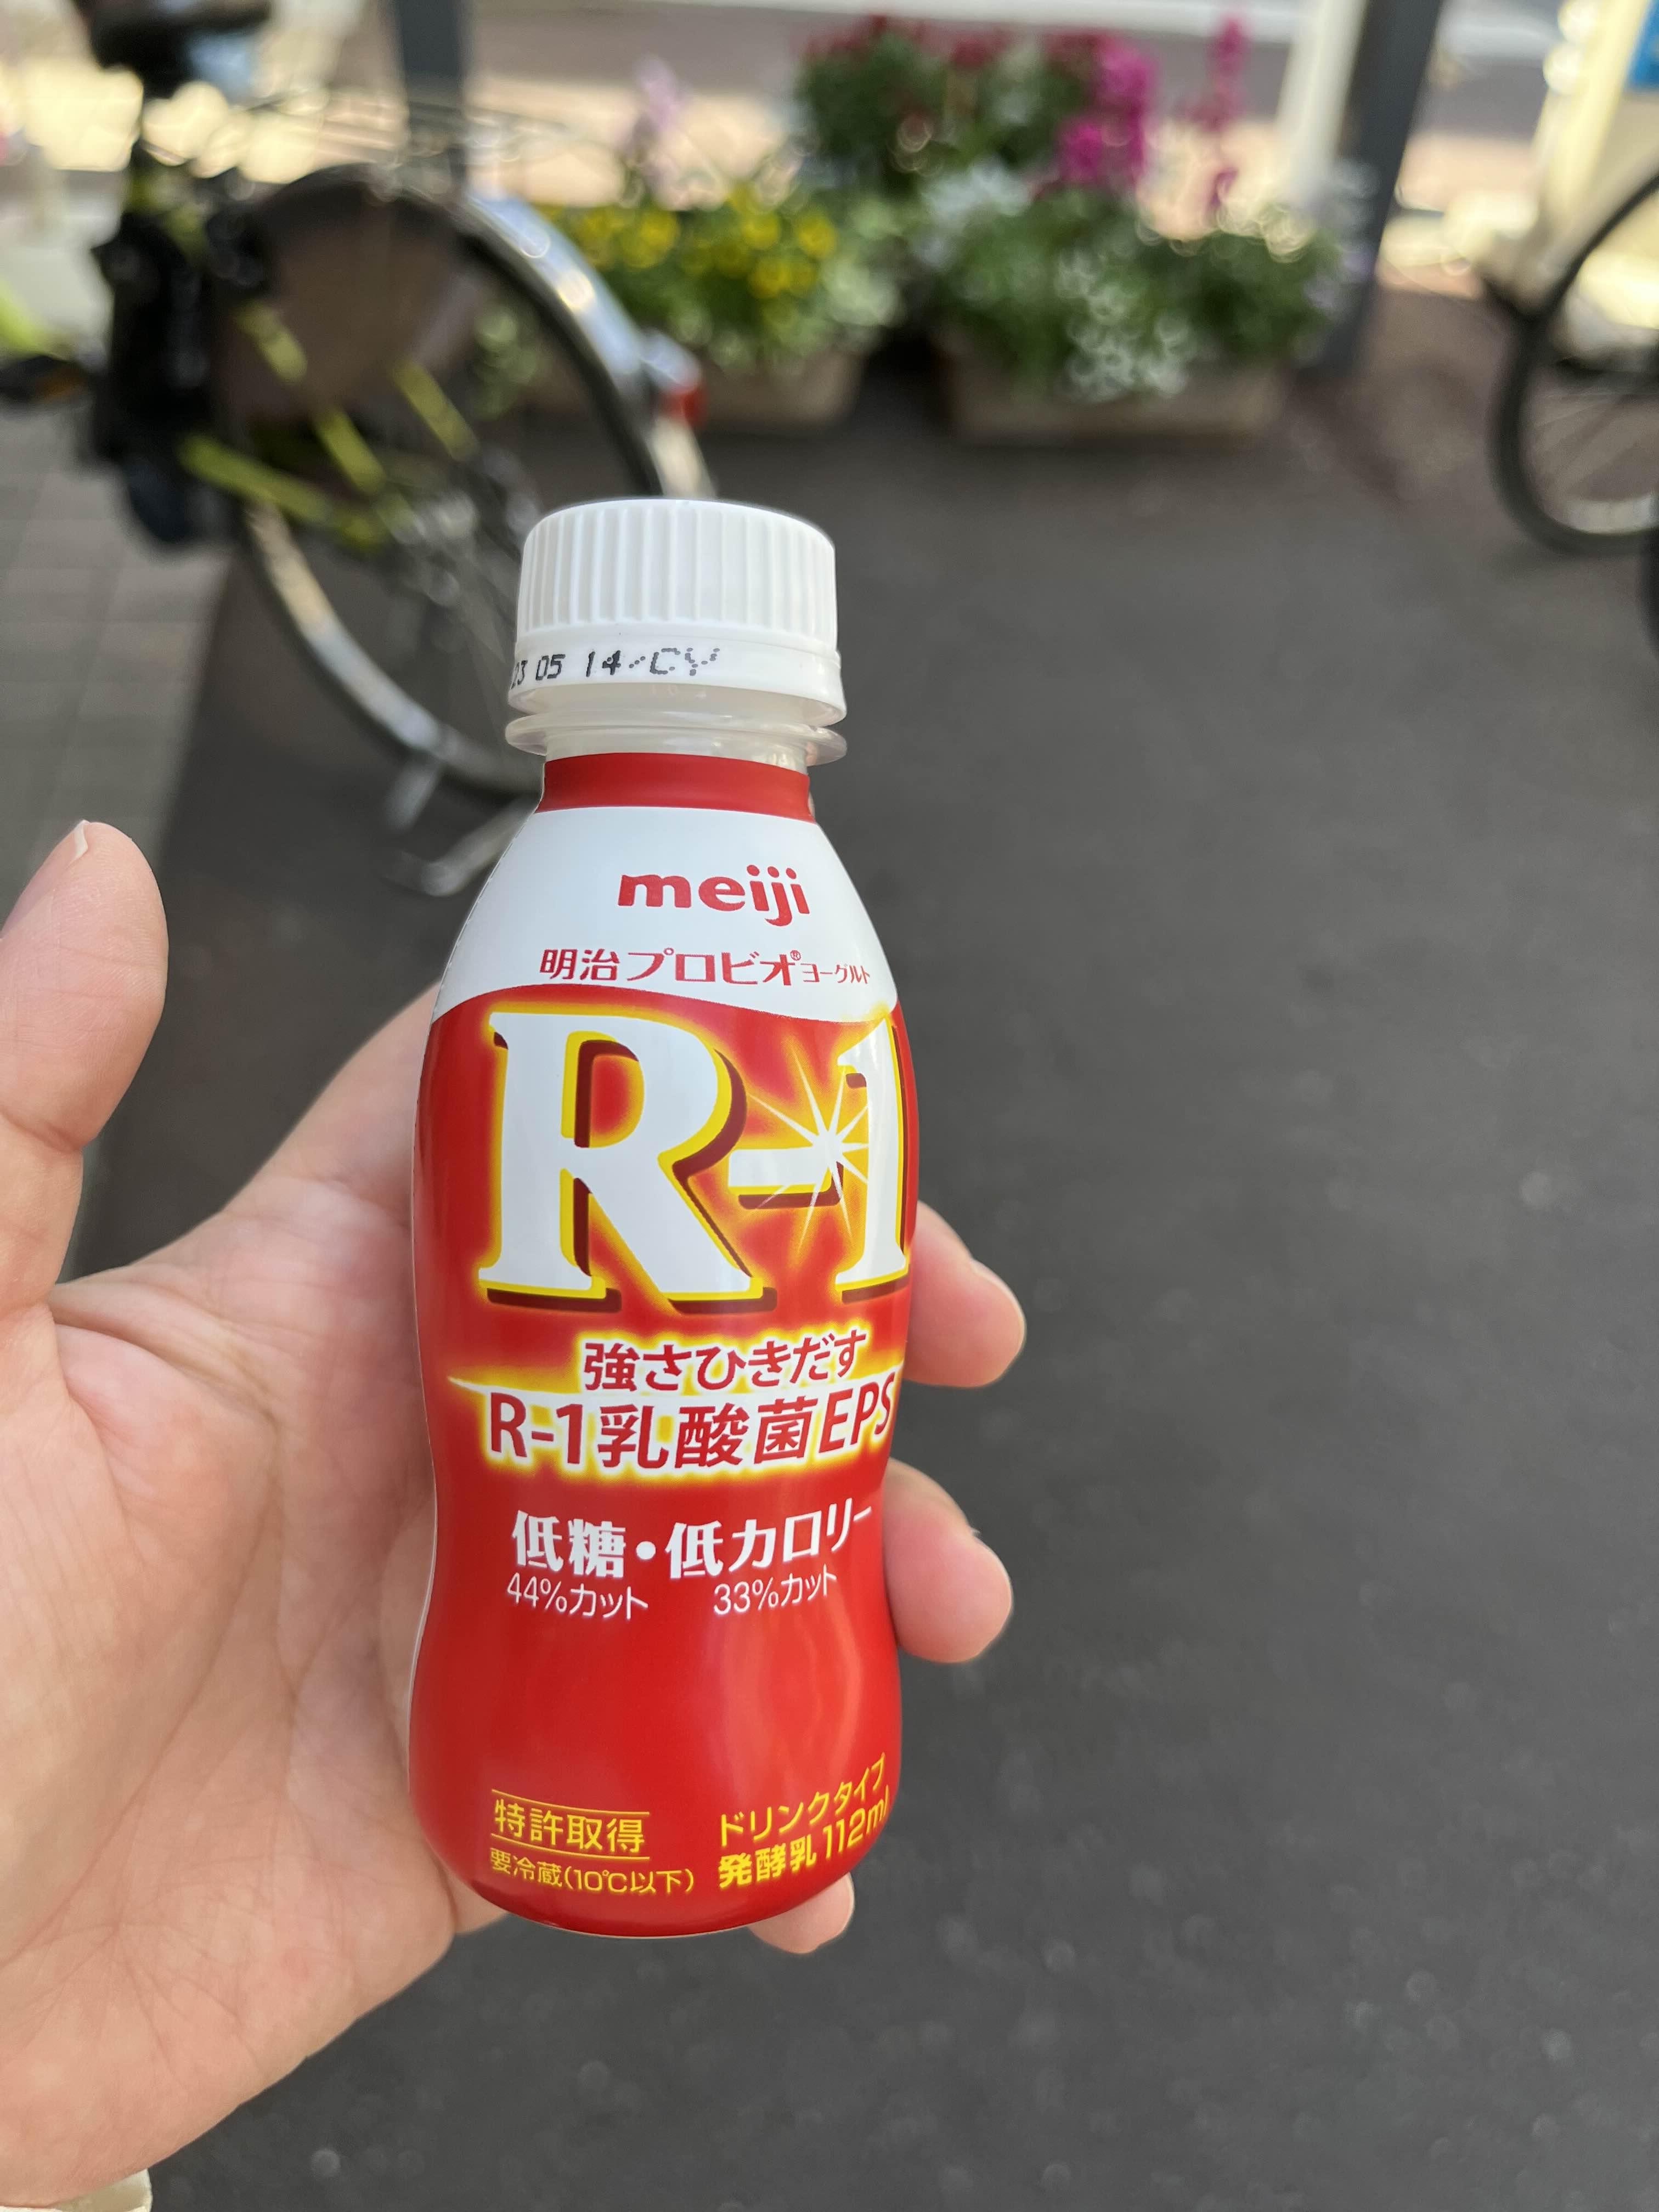 23 05 14/CY
meiji
明治プロビオ®ヨーグルト
R-1
強さひきだす
R-1乳酸菌EPS
低糖・低カロリー
44%カット 33%カット
特許取得
要冷蔵(10℃以下)
ドリンクタイプ
発酵乳 112ml